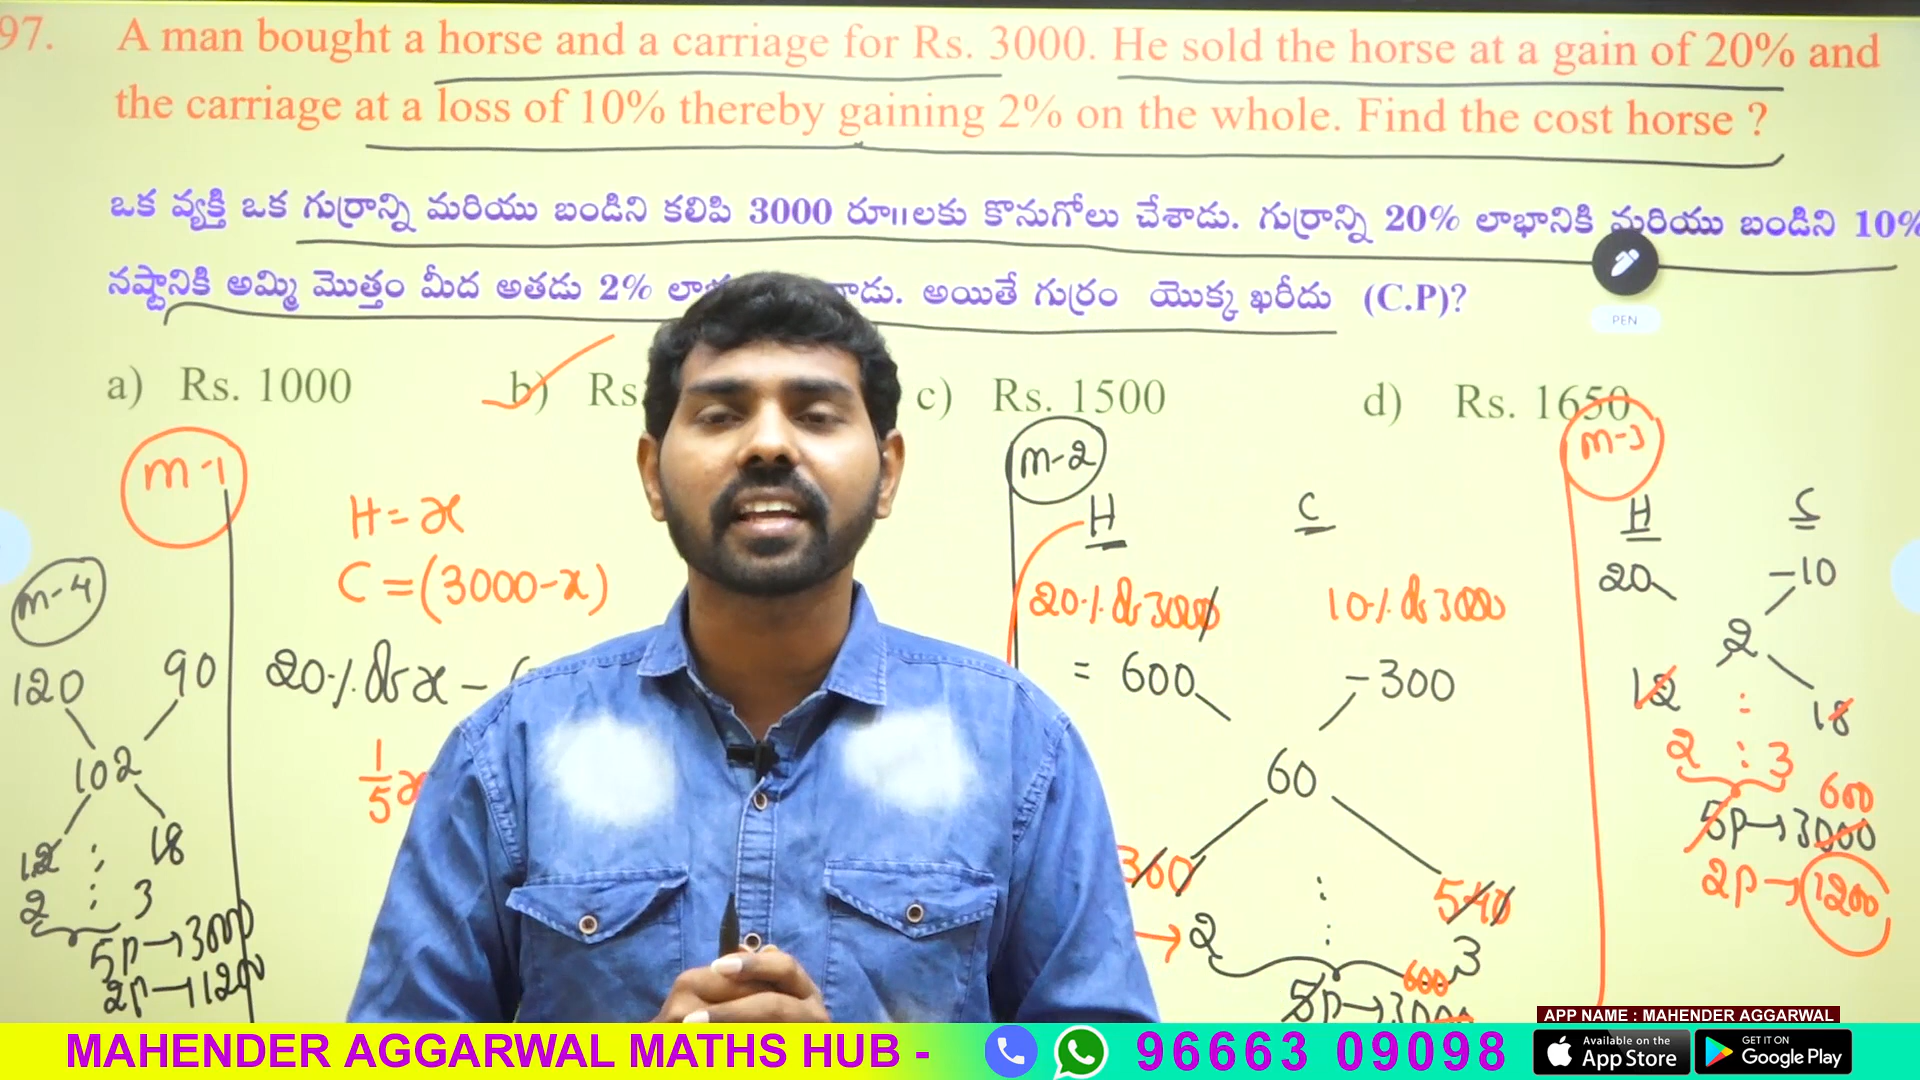 97. A man bought a horse and a carriage for Rs. 3000. He sold the horse at a gain of 20% and
the carriage at a loss of 10% thereby gaining 2% on the whole. Find the cost horse ?
ఒక వ్యక్తి ఒక గుర్రాన్ని మరియు బండిని కలిపి 3000 రూ॥లకు కొనుగోలు చేశాడు. గుర్రాన్ని 20% లాభానికి మరియు బండిని 10%
నష్టానికి అమ్మి మొత్తం మీద అతడు 2% అయితే గుర్రం యొక్క ఖరీదు (C.P)?
PEN
a) Rs. 1000 b) Rs c) Rs. 1500 d) Rs. 1650
m-1
H = x
C = (3000-x)
20% of x -
1/5 x
m-4
120 90
102
12 : 18
2 : 3
5p→3000
2p→1200
m-2
H C
20% of 3000 10% of 3000
= 600 -300
60
360 : 540
2 : 3
600
5p→3000
m-3
H C
20 -10
2
12 : 18
2 : 3
600
5p→3000
2p→1200
APP NAME : MAHENDER AGGARWAL
MAHENDER AGGARWAL MATHS HUB - 96663 09098
Available on the App Store
GET IT ON Google Play